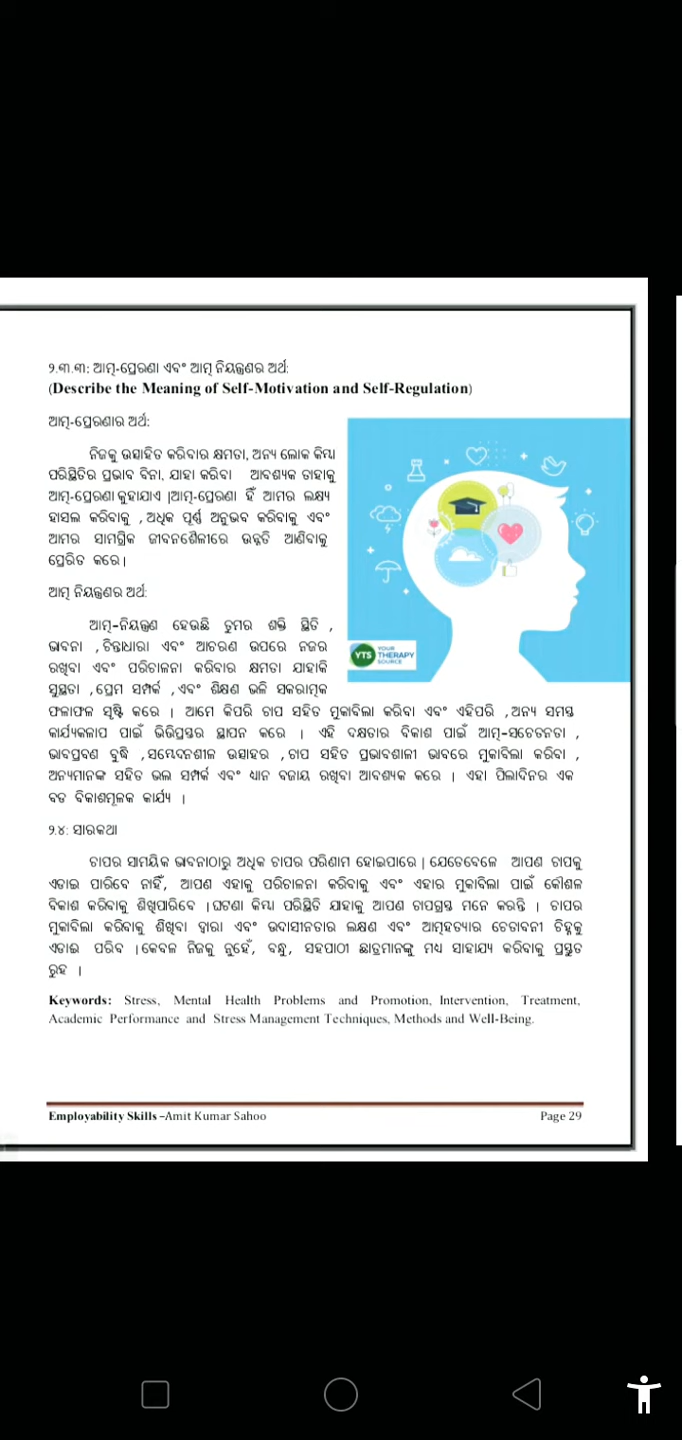 ୨.୩.୩: ଆତ୍ମ-ପ୍ରେରଣା ଏବଂ ଆତ୍ମ ନିୟନ୍ତ୍ରଣର ଅର୍ଥ:
(Describe the Meaning of Self-Motivation and Self-Regulation)
ଆତ୍ମ-ପ୍ରେରଣାର ଅର୍ଥ:
ନିଜକୁ ଉତ୍ସାହିତ କରିବାର କ୍ଷମତା, ଅନ୍ୟ ଲୋକ କିମ୍ବା
ପରିସ୍ଥିତିର ପ୍ରଭାବ ବିନା, ଯାହା କରିବା ଆବଶ୍ୟକ ତାହାକୁ
ଆତ୍ମ-ପ୍ରେରଣା କୁହାଯାଏ |ଆତ୍ମ-ପ୍ରେରଣା ହିଁ ଆମର ଲକ୍ଷ୍ୟ
ହାସଲ କରିବାକୁ ,ଅଧିକ ପୂର୍ଣ୍ଣ ଅନୁଭବ କରିବାକୁ ଏବଂ
ଆମର ସାମଗ୍ରିକ ଜୀବନଶୈଳୀରେ ଉନ୍ନତି ଆଣିବାକୁ
ପ୍ରେରିତ କରେ|
ଆତ୍ମ ନିୟନ୍ତ୍ରଣର ଅର୍ଥ:
ଆତ୍ମ-ନିୟନ୍ତ୍ରଣ ହେଉଛି ତୁମର ଶକ୍ତି ସ୍ଥିତି ,
ଭାବନା ,ଚିନ୍ତାଧାରା ଏବଂ ଆଚରଣ ଉପରେ ନଜର
ରଖିବା ଏବଂ ପରିଚାଳନା କରିବାର କ୍ଷମତା ଯାହାକି
ସୁସ୍ଥତା ,ପ୍ରେମ ସମ୍ପର୍କ ,ଏବଂ ଶିକ୍ଷଣ ଭଳି ସକରାତ୍ମକ
YTS YOUR THERAPY SOURCE
ଫଳାଫଳ ସୃଷ୍ଟି କରେ | ଆମେ କିପରି ଚାପ ସହିତ ମୁକାବିଲା କରିବା ଏବଂ ଏହିପରି ,ଅନ୍ୟ ସମସ୍ତ
କାର୍ଯ୍ୟକଳାପ ପାଇଁ ଭିତ୍ତିପ୍ରସ୍ତର ସ୍ଥାପନ କରେ | ଏହି ଦକ୍ଷତାର ବିକାଶ ପାଇଁ ଆତ୍ମ-ସଚେତନତା ,
ଭାବପ୍ରବଣ ବୁଦ୍ଧି ,ସମ୍ବେଦନଶୀଳ ଉତ୍ସାହର ,ଚାପ ସହିତ ପ୍ରଭାବଶାଳୀ ଭାବରେ ମୁକାବିଲା କରିବା ,
ଅନ୍ୟମାନଙ୍କ ସହିତ ଭଲ ସମ୍ପର୍କ ଏବଂ ଧ୍ୟାନ ବଜାୟ ରଖିବା ଆବଶ୍ୟକ କରେ | ଏହା ପିଲାଦିନର ଏକ
ବଡ ବିକାଶମୂଳକ କାର୍ଯ୍ୟ |
୨.୪: ସାରକଥା
ଚାପର ସାମୟିକ ଭାବନାଠାରୁ ଅଧିକ ଚାପର ପରିଣାମ ହୋଇପାରେ | ଯେତେବେଳେ ଆପଣ ଚାପକୁ
ଏଡାଇ ପାରିବେ ନାହିଁ, ଆପଣ ଏହାକୁ ପରିଚାଳନା କରିବାକୁ ଏବଂ ଏହାର ମୁକାବିଲା ପାଇଁ କୌଶଳ
ବିକାଶ କରିବାକୁ ଶିଖିପାରିବେ |ଘଟଣା କିମ୍ବା ପରିସ୍ଥିତି ଯାହାକୁ ଆପଣ ଚାପଗ୍ରସ୍ତ ମନେ କରନ୍ତି | ଚାପର
ମୁକାବିଲା କରିବାକୁ ଶିଖିବା ଦ୍ୱାରା ଏବଂ ଉଦାସୀନତାର ଲକ୍ଷଣ ଏବଂ ଆତ୍ମହତ୍ୟାର ଚେତାବନୀ ଚିହ୍ନକୁ
ଏଡାଇ ପରିବ |କେବଳ ନିଜକୁ ନୁହେଁ, ବନ୍ଧୁ, ସହପାଠୀ ଛାତ୍ରମାନଙ୍କୁ ମଧ୍ୟ ସାହାଯ୍ୟ କରିବାକୁ ପ୍ରସ୍ତୁତ
ରୁହ |
Keywords: Stress, Mental Health Problems and Promotion, Intervention, Treatment,
Academic Performance and Stress Management Techniques, Methods and Well-Being.
Employability Skills –Amit Kumar Sahoo Page 29